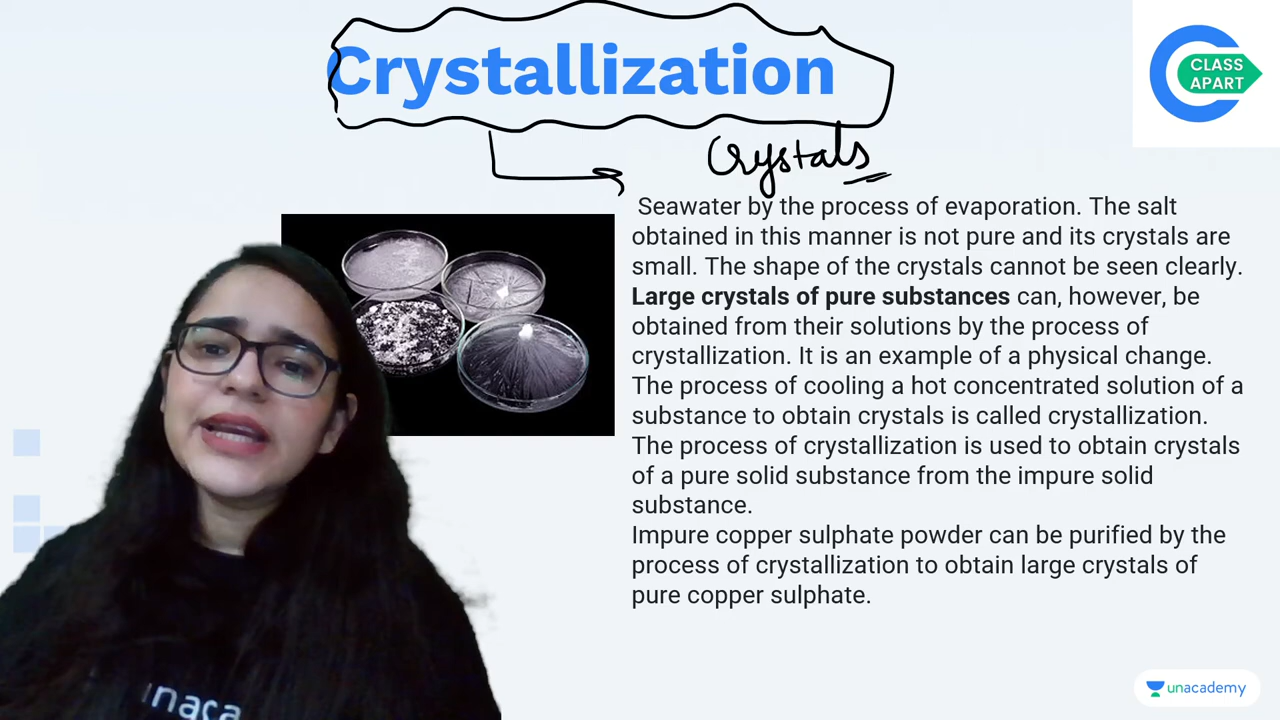 Crystallization
CLASS
APART
Crystals
Seawater by the process of evaporation. The salt
obtained in this manner is not pure and its crystals are
small. The shape of the crystals cannot be seen clearly.
Large crystals of pure substances can, however, be
obtained from their solutions by the process of
crystallization. It is an example of a physical change.
The process of cooling a hot concentrated solution of a
substance to obtain crystals is called crystallization.
The process of crystallization is used to obtain crystals
of a pure solid substance from the impure solid
substance.
Impure copper sulphate powder can be purified by the
process of crystallization to obtain large crystals of
pure copper sulphate.
unaca
unacademy